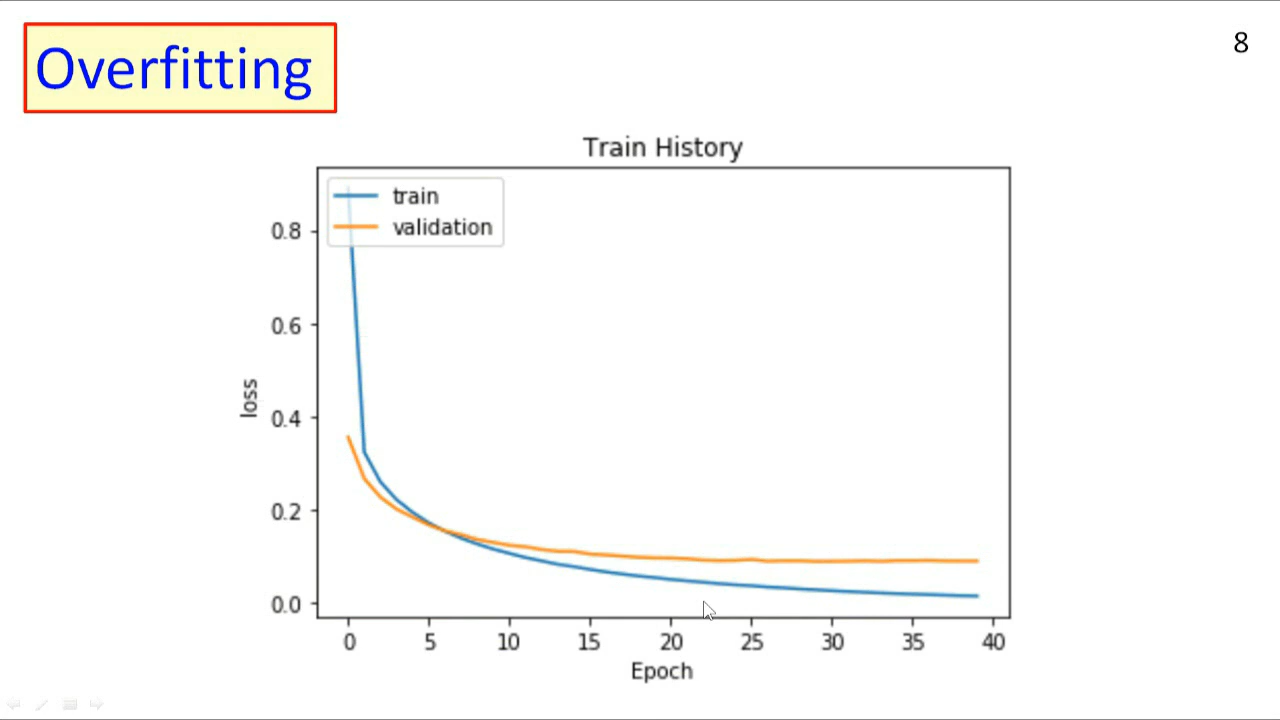 Overfitting
8
Train History
train
validation
loss
0.8
0.6
0.4
0.2
0.0
0 5 10 15 20 25 30 35 40
Epoch